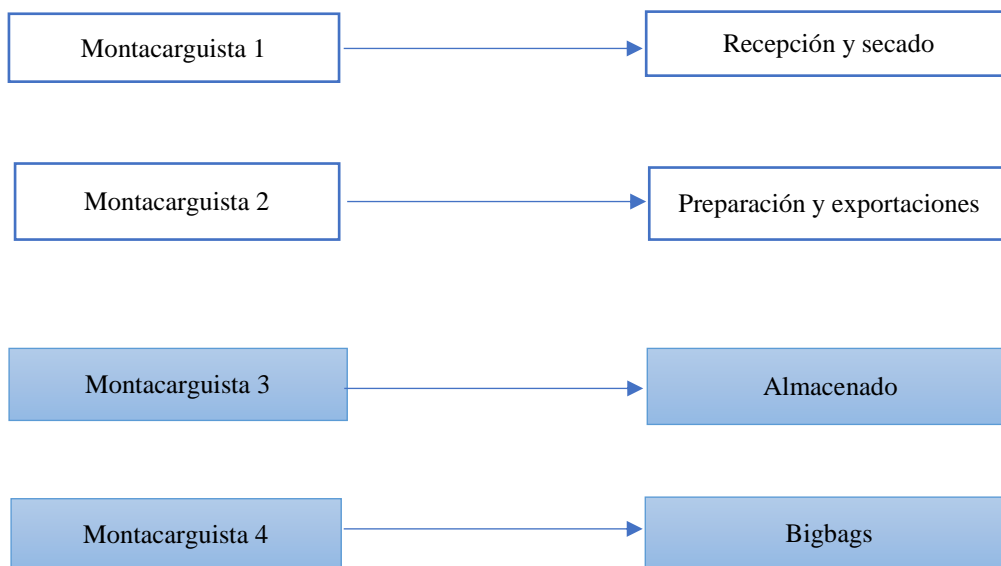 Montacarguista 1
Recepción y secado
Montacarguista 2
Preparación y exportaciones
Montacarguista 3
Almacenado
Montacarguista 4
Bigbags